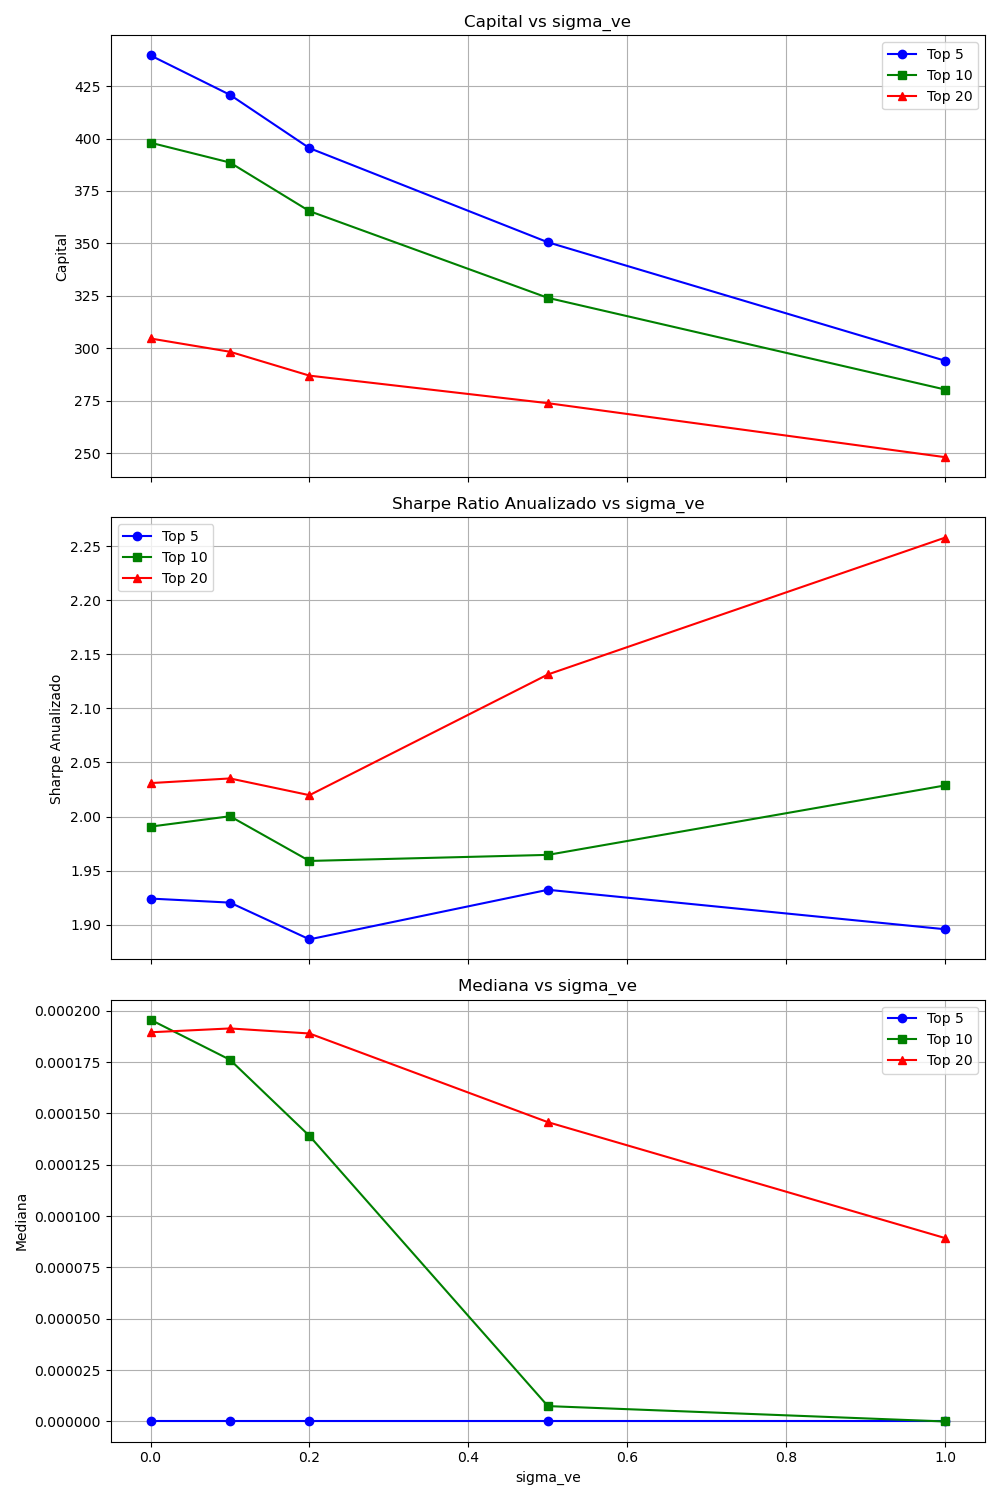 Capital vs sigma_ve
Top 5
Top 10
Top 20
425
400
375
350
325
300
275
250
Capital
Sharpe Ratio Anualizado vs sigma_ve
Top 5
Top 10
Top 20
2.25
2.20
2.15
2.10
2.05
2.00
1.95
1.90
Sharpe Anualizado
Mediana vs sigma_ve
Top 5
Top 10
Top 20
0.000200
0.000175
0.000150
0.000125
0.000100
0.000075
0.000050
0.000025
0.000000
Mediana
0.0 0.2 0.4 0.6 0.8 1.0
sigma_ve